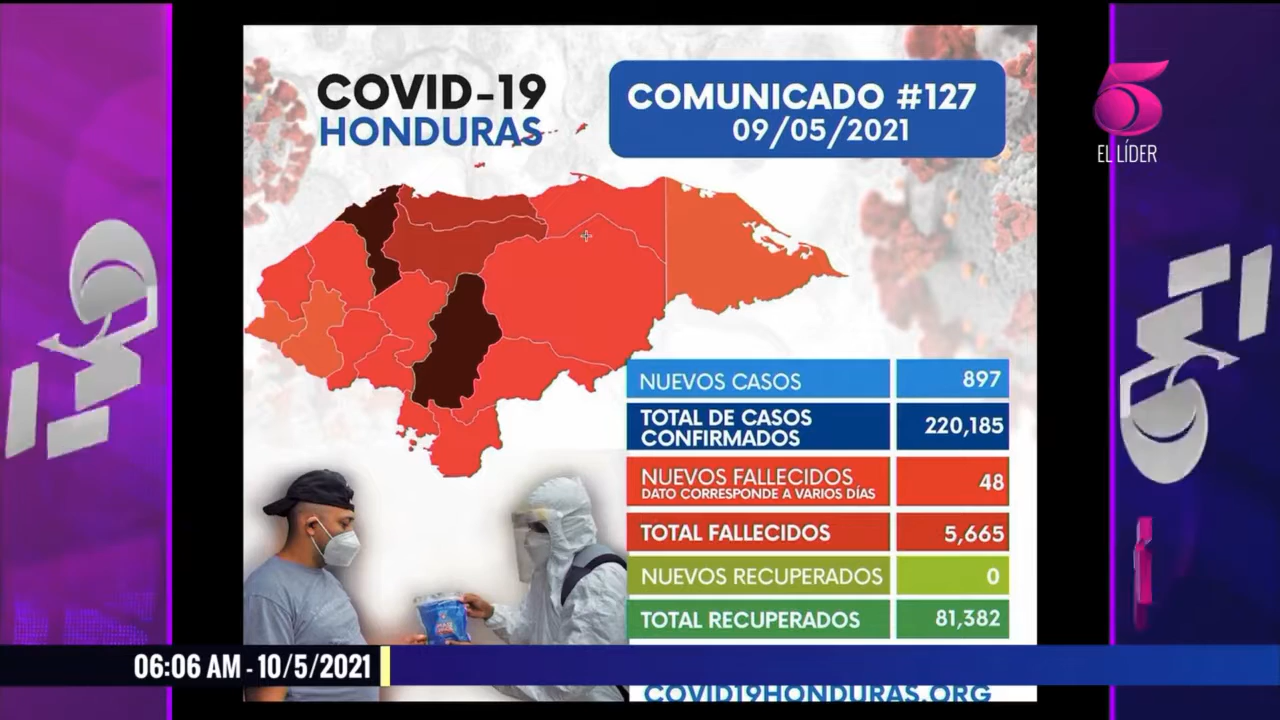 COVID-19
HONDURAS
COMUNICADO #127
09/05/2021
5
EL LÍDER
NUEVOS CASOS 897
TOTAL DE CASOS
CONFIRMADOS 220,185
NUEVOS FALLECIDOS
DATO CORRESPONDE A VARIOS DÍAS 48
TOTAL FALLECIDOS 5,665
NUEVOS RECUPERADOS 0
TOTAL RECUPERADOS 81,382
06:06 AM - 10/5/2021
COVID19HONDURAS.ORG